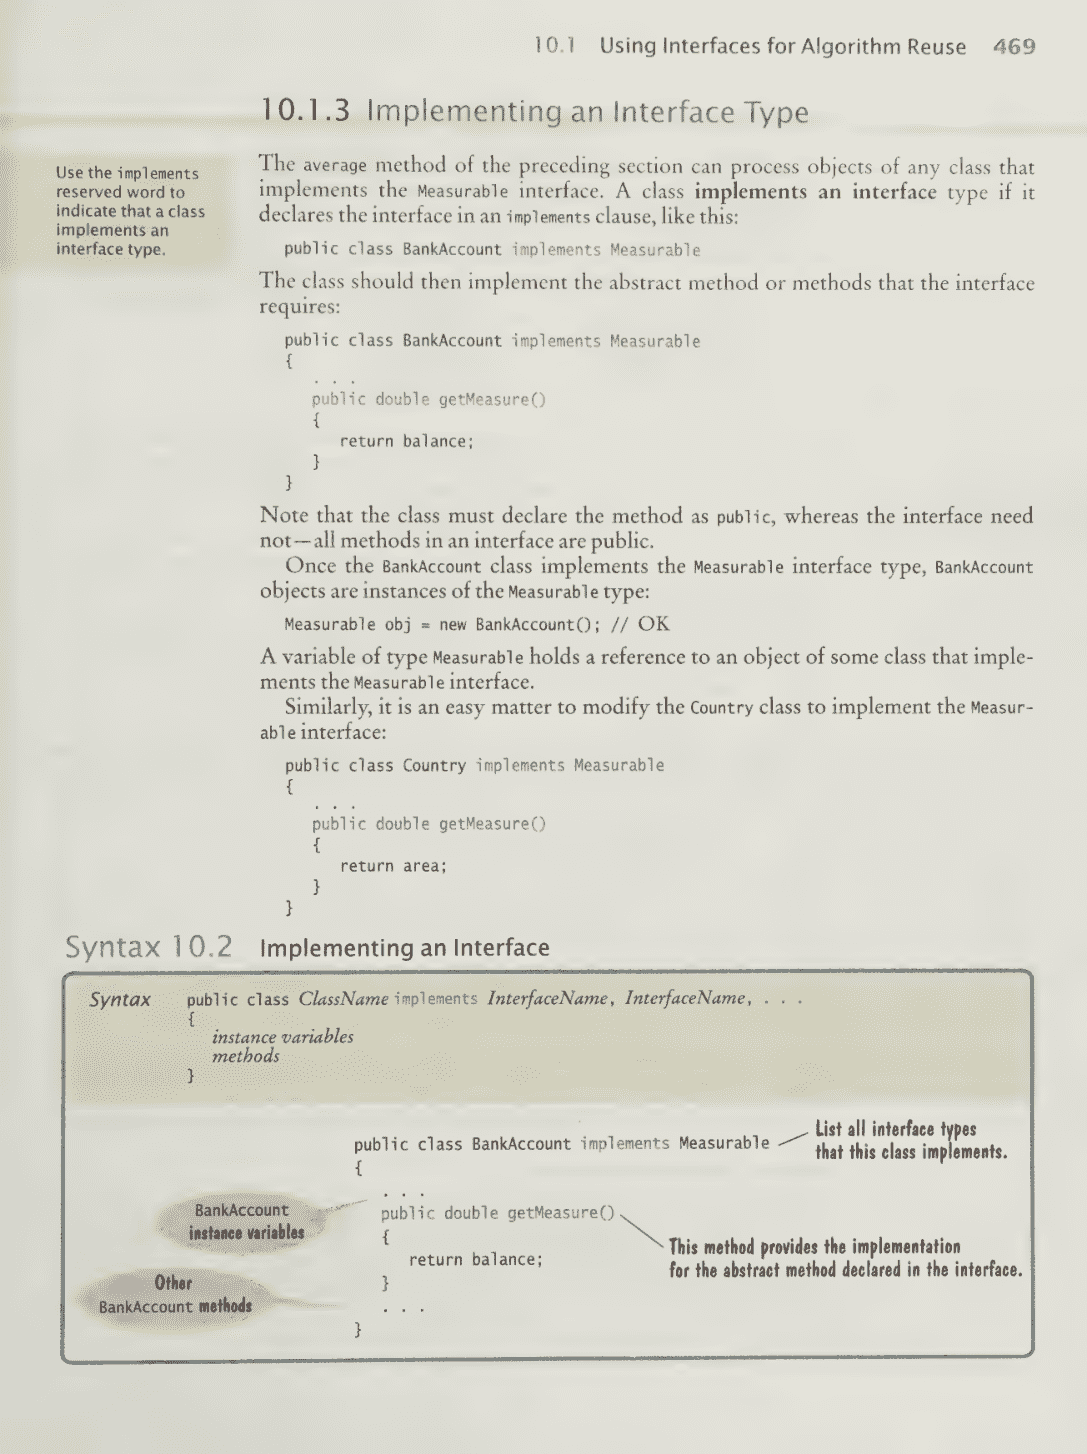 10.1 Using Interfaces for Algorithm Reuse 469
10.1.3 Implementing an Interface Type
Use the implements
reserved word to
indicate that a class
implements an
interface type.
The average method of the preceding section can process objects of any class that
implements the Measurable interface. A class implements an interface type if it
declares the interface in an implements clause, like this:
public class BankAccount implements Measurable
The class should then implement the abstract method or methods that the interface
requires:
public class BankAccount implements Measurable
{
. . .
public double getMeasure()
{
return balance;
}
}
Note that the class must declare the method as public, whereas the interface need
not—all methods in an interface are public.
Once the BankAccount class implements the Measurable interface type, BankAccount
objects are instances of the Measurable type:
Measurable obj = new BankAccount(); // OK
A variable of type Measurable holds a reference to an object of some class that imple-
ments the Measurable interface.
Similarly, it is an easy matter to modify the Country class to implement the Measur-
able interface:
public class Country implements Measurable
{
. . .
public double getMeasure()
{
return area;
}
}
Syntax 10.2 Implementing an Interface
Syntax public class ClassName implements InterfaceName, InterfaceName, . . .
{
instance variables
methods
}
public class BankAccount implements Measurable
List all interface types
that this class implements.
{
. . .
BankAccount
instance variables
public double getMeasure()
{
return balance;
This method provides the implementation
for the abstract method declared in the interface.
}
Other
BankAccount methods
. . .
}